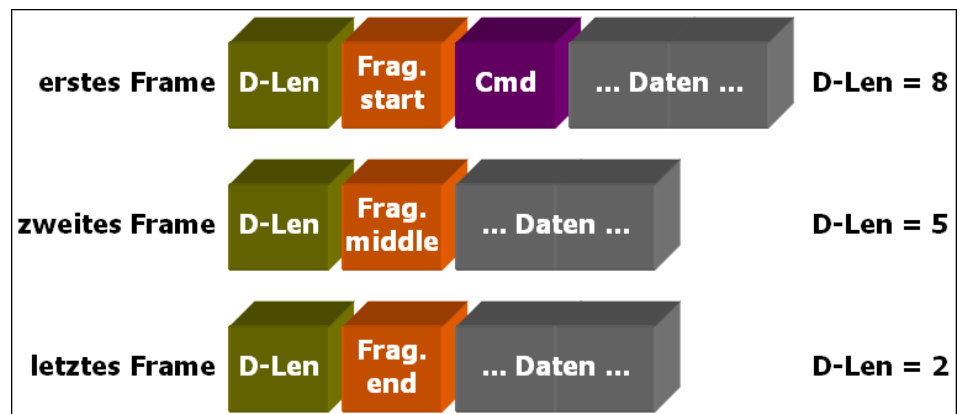 erstes Frame
D-Len
Frag.
start
Cmd
... Daten ...
D-Len = 8
zweites Frame
D-Len
Frag.
middle
... Daten ...
D-Len = 5
letztes Frame
D-Len
Frag.
end
... Daten ...
D-Len = 2